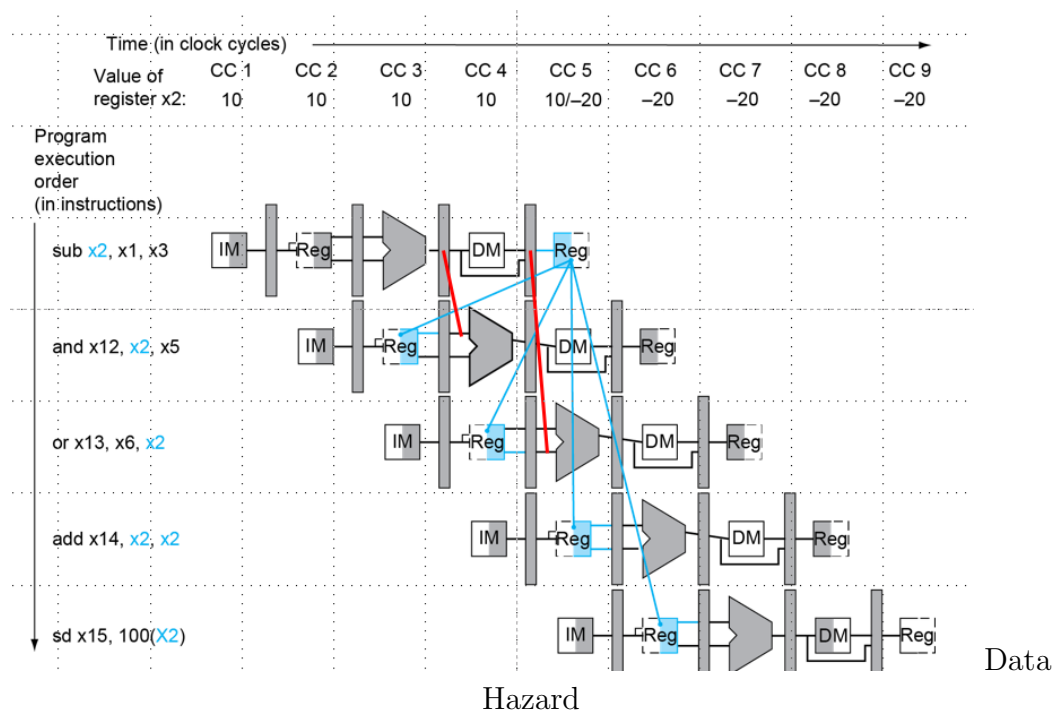 Time (in clock cycles)
Value of register x2:
CC 1 CC 2 CC 3 CC 4 CC 5 CC 6 CC 7 CC 8 CC 9
10 10 10 10 10/–20 –20 –20 –20 –20
Program
execution
order
(in instructions)
sub x2, x1, x3
IM Reg DM Reg
and x12, x2, x5
IM Reg DM Reg
or x13, x6, x2
IM Reg DM Reg
add x14, x2, x2
IM Reg DM Reg
sd x15, 100(X2)
IM Reg DM Reg
Data
Hazard